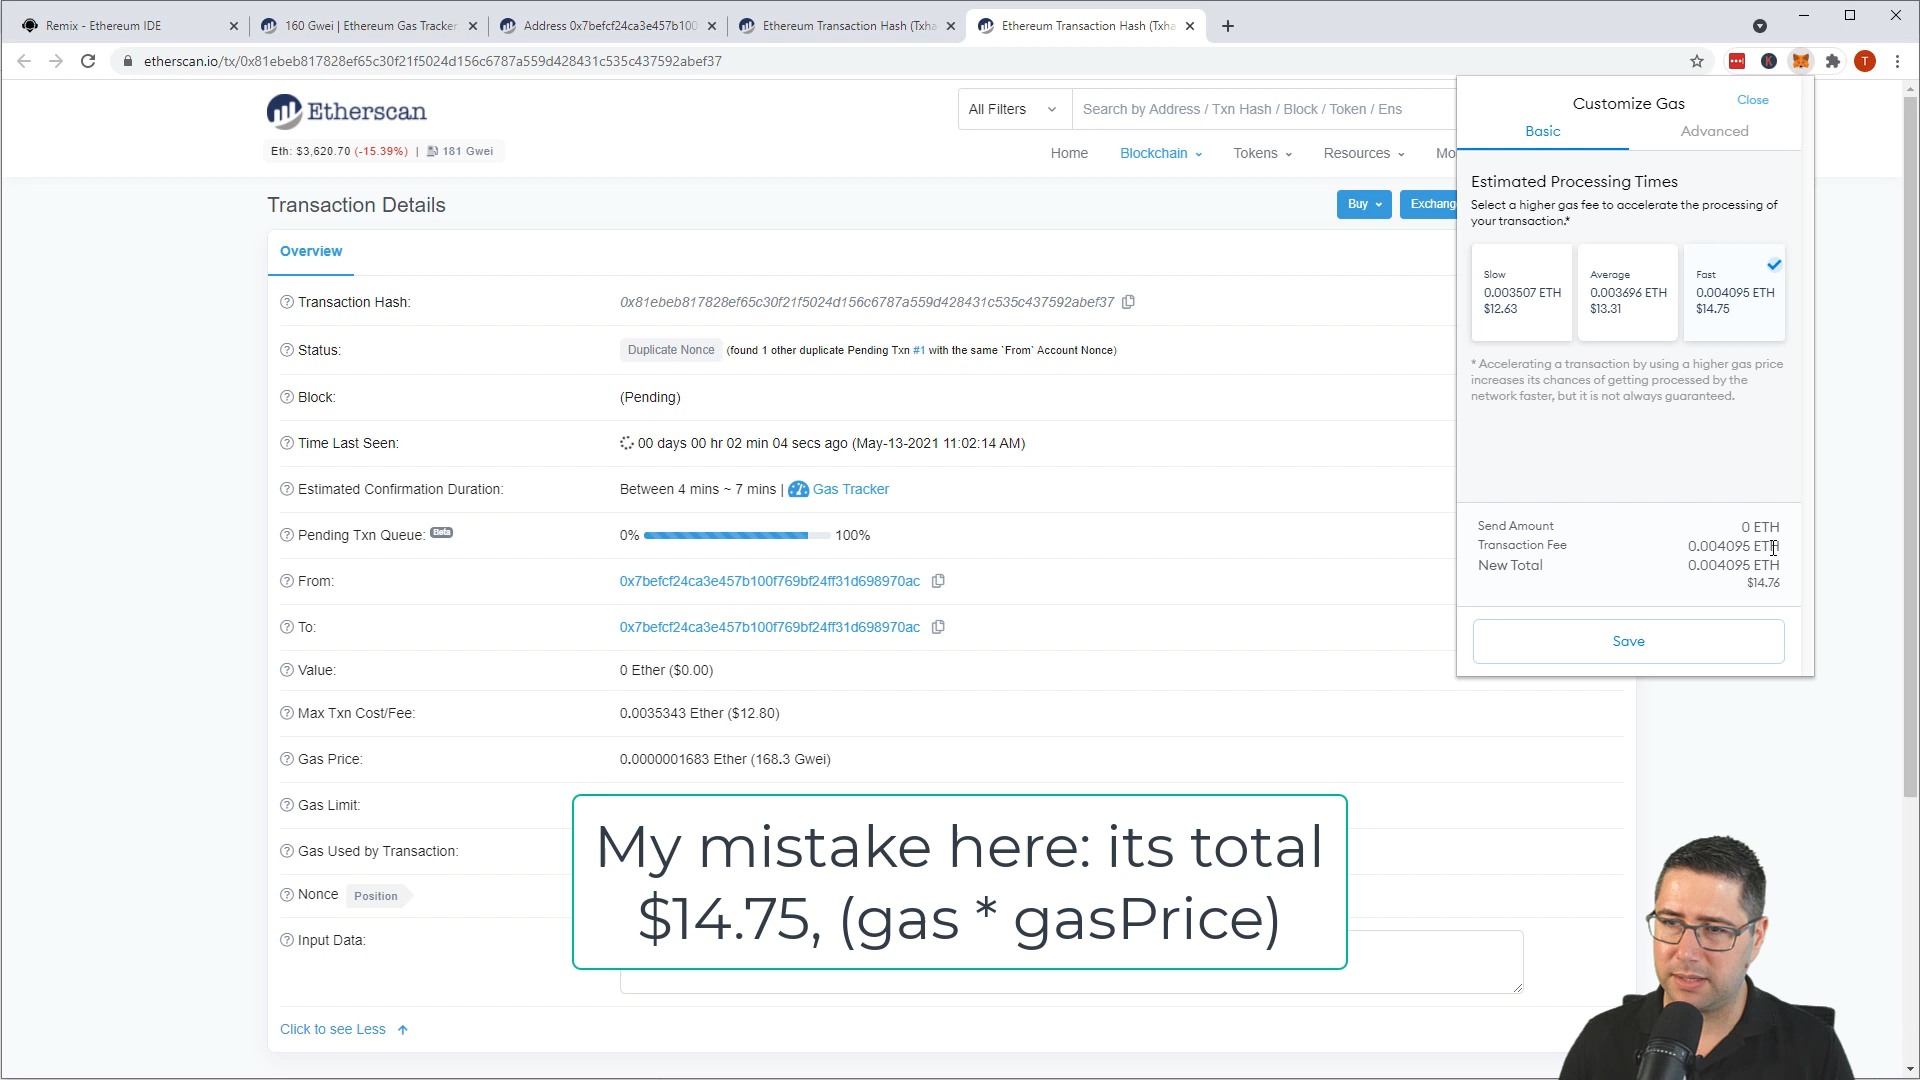 Remix - Ethereum IDE
160 Gwei | Ethereum Gas Tracker
Address 0x7befcf24ca3e457b100
Ethereum Transaction Hash (Txha
Ethereum Transaction Hash (Txha
etherscan.io/tx/0x81ebeb817828ef65c30f21f5024d156c6787a559d428431c535c437592abef37
T
Etherscan
All Filters
Search by Address / Txn Hash / Block / Token / Ens
Eth: $3,620.70 (-15.39%) | 181 Gwei
Home
Blockchain
Tokens
Resources
Mo
Transaction Details
Buy
Exchang
Overview
Transaction Hash:
0x81ebeb817828ef65c30f21f5024d156c6787a559d428431c535c437592abef37
Status:
Duplicate Nonce
(found 1 other duplicate Pending Txn #1 with the same `From` Account Nonce)
Block:
(Pending)
Time Last Seen:
00 days 00 hr 02 min 04 secs ago (May-13-2021 11:02:14 AM)
Estimated Confirmation Duration:
Between 4 mins ~ 7 mins | Gas Tracker
Pending Txn Queue: Beta
0% 100%
From:
0x7befcf24ca3e457b100f769bf24ff31d698970ac
To:
0x7befcf24ca3e457b100f769bf24ff31d698970ac
Value:
0 Ether ($0.00)
Max Txn Cost/Fee:
0.0035343 Ether ($12.80)
Gas Price:
0.0000001683 Ether (168.3 Gwei)
Gas Limit:
Gas Used by Transaction:
Nonce Position
Input Data:
Click to see Less
Customize Gas
Close
Basic
Advanced
Estimated Processing Times
Select a higher gas fee to accelerate the processing of
your transaction.*
Slow
0.003507 ETH
$12.63
Average
0.003696 ETH
$13.31
Fast
0.004095 ETH
$14.75
* Accelerating a transaction by using a higher gas price
increases its chances of getting processed by the
network faster, but it is not always guaranteed.
Send Amount
0 ETH
Transaction Fee
0.004095 ETH
New Total
0.004095 ETH
$14.76
Save
My mistake here: its total
$14.75, (gas * gasPrice)